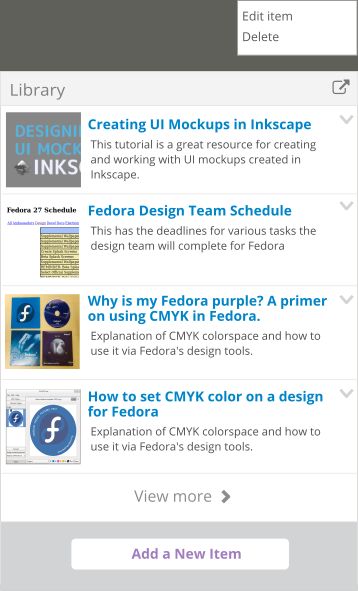 Edit item
Delete
Library
DESIGNI
UI MOCK
INKS
Creating UI Mockups in Inkscape
This tutorial is a great resource for creating
and working with UI mockups created in
Inkscape.
Fedora 27 Schedule
Fedora Design Team Schedule
This has the deadlines for various tasks the
design team will complete for Fedora
Why is my Fedora purple? A primer
on using CMYK in Fedora.
Explanation of CMYK colorspace and how to
use it via Fedora's design tools.
How to set CMYK color on a design
for Fedora
Explanation of CMYK colorspace and how to
use it via Fedora's design tools.
View more
Add a New Item